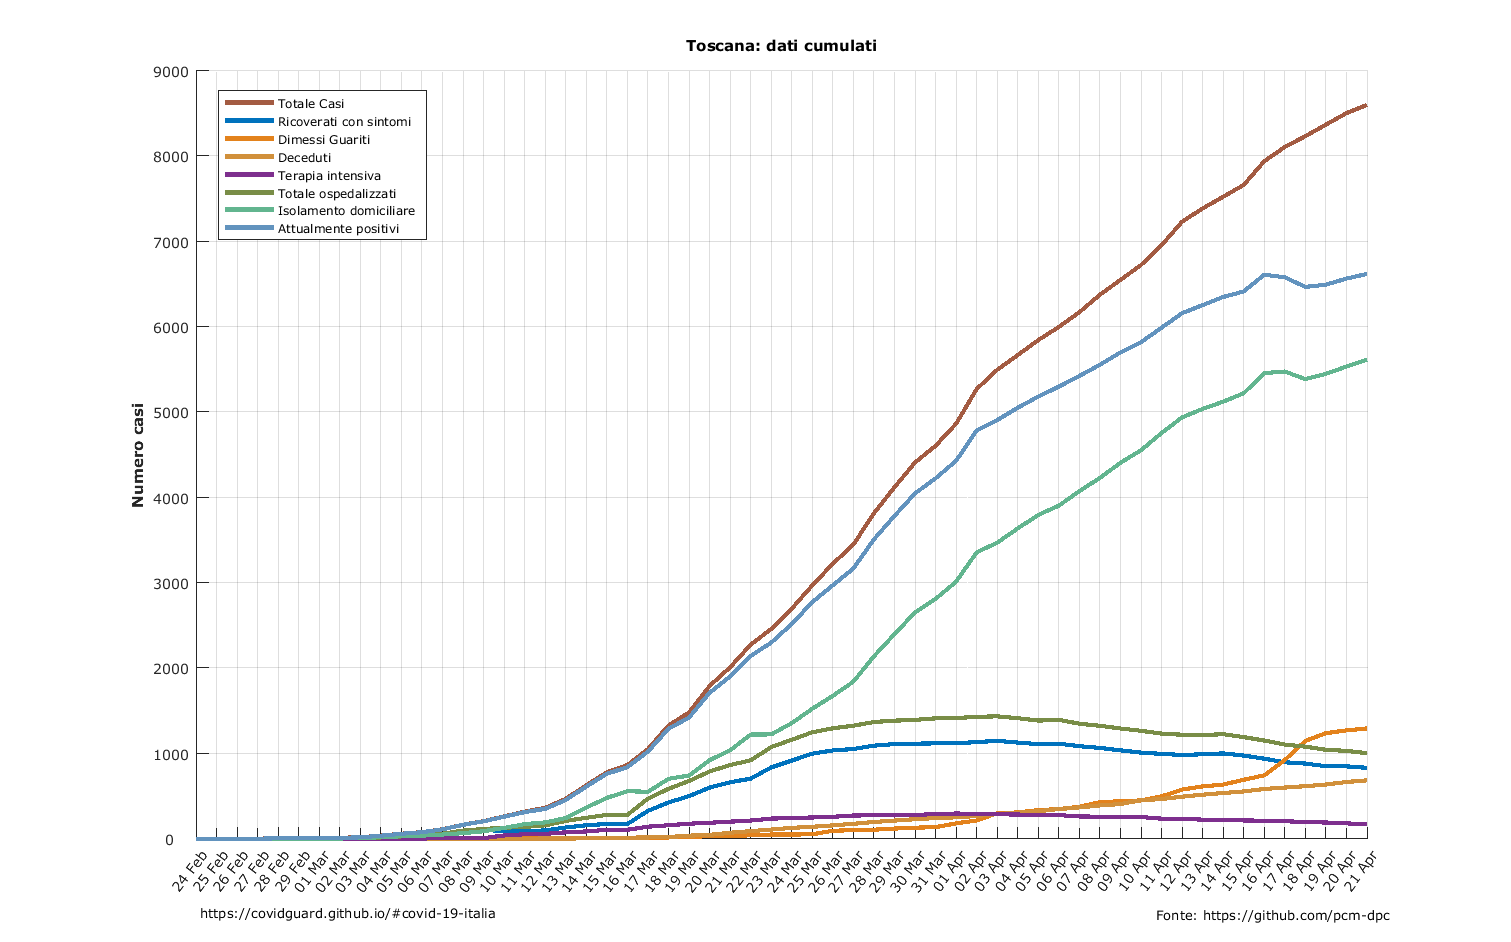 Toscana: dati cumulati
Numero casi
9000
8000
7000
6000
5000
4000
3000
2000
1000
0
Totale Casi
Ricoverati con sintomi
Dimessi Guariti
Deceduti
Terapia intensiva
Totale ospedalizzati
Isolamento domiciliare
Attualmente positivi
24 Feb
25 Feb
26 Feb
27 Feb
28 Feb
29 Feb
01 Mar
02 Mar
03 Mar
04 Mar
05 Mar
06 Mar
07 Mar
08 Mar
09 Mar
10 Mar
11 Mar
12 Mar
13 Mar
14 Mar
15 Mar
16 Mar
17 Mar
18 Mar
19 Mar
20 Mar
21 Mar
22 Mar
23 Mar
24 Mar
25 Mar
26 Mar
27 Mar
28 Mar
29 Mar
30 Mar
31 Mar
01 Apr
02 Apr
03 Apr
04 Apr
05 Apr
06 Apr
07 Apr
08 Apr
09 Apr
10 Apr
11 Apr
12 Apr
13 Apr
14 Apr
15 Apr
16 Apr
17 Apr
18 Apr
19 Apr
20 Apr
21 Apr
https://covidguard.github.io/#covid-19-italia
Fonte: https://github.com/pcm-dpc